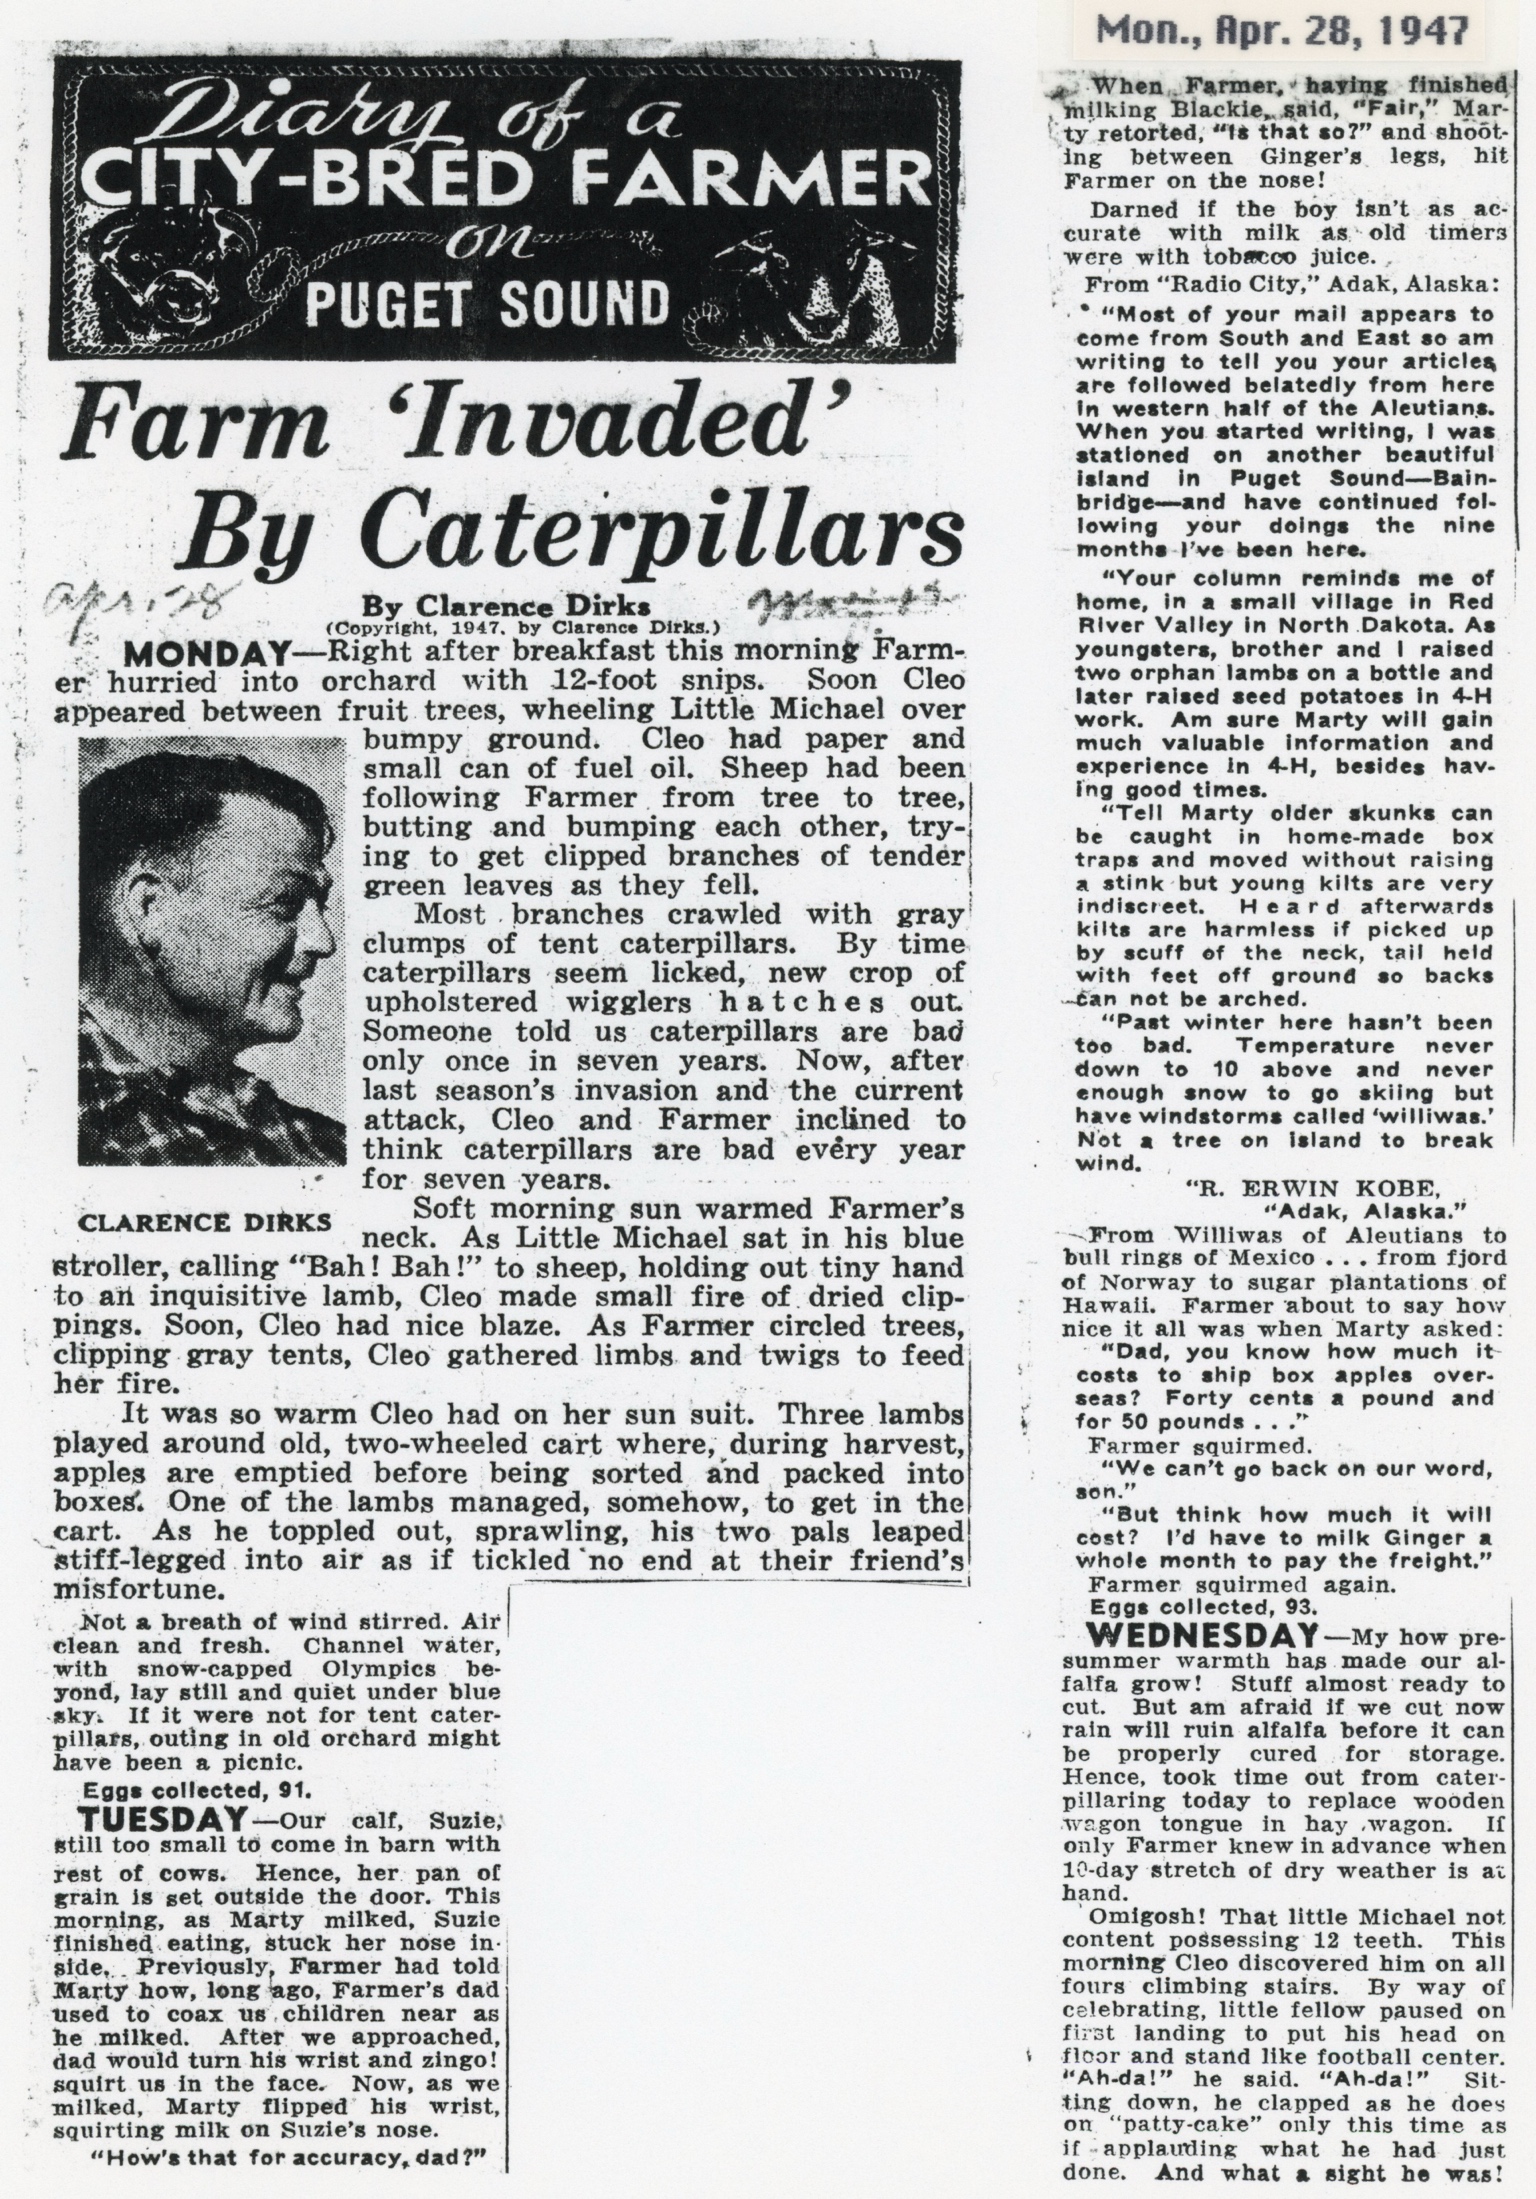 Mon., Apr. 28, 1947
Diary of a
CITY-BRED FARMER
on
PUGET SOUND
Farm ‘Invaded’
By Caterpillars
apr. 28
By Clarence Dirks
(Copyright, 1947, by Clarence Dirks.)
MONDAY—Right after breakfast this morning Farm-
er hurried into orchard with 12-foot snips. Soon Cleo
appeared between fruit trees, wheeling Little Michael over
bumpy ground. Cleo had paper and
small can of fuel oil. Sheep had been
following Farmer from tree to tree,
butting and bumping each other, try-
ing to get clipped branches of tender
green leaves as they fell.
Most branches crawled with gray
clumps of tent caterpillars. By time
caterpillars seem licked, new crop of
upholstered wigglers hatches out.
Someone told us caterpillars are bad
only once in seven years. Now, after
last season's invasion and the current
attack, Cleo and Farmer inclined to
think caterpillars are bad every year
for seven years.
CLARENCE DIRKS
Soft morning sun warmed Farmer's
neck. As Little Michael sat in his blue
stroller, calling “Bah! Bah!” to sheep, holding out tiny hand
to an inquisitive lamb, Cleo made small fire of dried clip-
pings. Soon, Cleo had nice blaze. As Farmer circled trees,
clipping gray tents, Cleo gathered limbs and twigs to feed
her fire.
It was so warm Cleo had on her sun suit. Three lambs
played around old, two-wheeled cart where, during harvest,
apples are emptied before being sorted and packed into
boxes. One of the lambs managed, somehow, to get in the
cart. As he toppled out, sprawling, his two pals leaped
stiff-legged into air as if tickled no end at their friend's
misfortune.
Not a breath of wind stirred. Air
clean and fresh. Channel water,
with snow-capped Olympics be-
yond, lay still and quiet under blue
sky. If it were not for tent cater-
pillars, outing in old orchard might
have been a picnic.
Eggs collected, 91.
TUESDAY—Our calf, Suzie,
still too small to come in barn with
rest of cows. Hence, her pan of
grain is set outside the door. This
morning, as Marty milked, Suzie
finished eating, stuck her nose in-
side. Previously, Farmer had told
Marty how, long ago, Farmer's dad
used to coax us children near as
he milked. After we approached,
dad would turn his wrist and zingo!
squirt us in the face. Now, as we
milked, Marty flipped his wrist,
squirting milk on Suzie's nose.
“How's that for accuracy, dad?”
When Farmer, having finished
milking Blackie, said, “Fair,” Mar-
ty retorted, “Is that so?” and shoot-
ing between Ginger's legs, hit
Farmer on the nose!
Darned if the boy isn't as ac-
curate with milk as old timers
were with tobacco juice.
From “Radio City,” Adak, Alaska:
“Most of your mail appears to
come from South and East so am
writing to tell you your articles
are followed belatedly from here
in western half of the Aleutians.
When you started writing, I was
stationed on another beautiful
island in Puget Sound—Bain-
bridge—and have continued fol-
lowing your doings the nine
months I've been here.
“Your column reminds me of
home, in a small village in Red
River Valley in North Dakota. As
youngsters, brother and I raised
two orphan lambs on a bottle and
later raised seed potatoes in 4-H
work. Am sure Marty will gain
much valuable information and
experience in 4-H, besides hav-
ing good times.
“Tell Marty older skunks can
be caught in home-made box
traps and moved without raising
a stink but young kilts are very
indiscreet. Heard afterwards
kilts are harmless if picked up
by scuff of the neck, tail held
with feet off ground so backs
can not be arched.
“Past winter here hasn't been
too bad. Temperature never
down to 10 above and never
enough snow to go skiing but
have windstorms called ‘williwas.’
Not a tree on island to break
wind.
“R. ERWIN KOBE,
“Adak, Alaska.”
From Williwas of Aleutians to
bull rings of Mexico . . . from fjord
of Norway to sugar plantations of
Hawaii. Farmer about to say how
nice it all was when Marty asked:
“Dad, you know how much it
costs to ship box apples over-
seas? Forty cents a pound and
for 50 pounds . . .”
Farmer squirmed.
“We can't go back on our word,
son.”
“But think how much it will
cost? I'd have to milk Ginger a
whole month to pay the freight.”
Farmer squirmed again.
Eggs collected, 93.
WEDNESDAY—My how pre-
summer warmth has made our al-
falfa grow! Stuff almost ready to
cut. But am afraid if we cut now
rain will ruin alfalfa before it can
be properly cured for storage.
Hence, took time out from cater-
pillaring today to replace wooden
wagon tongue in hay wagon. If
only Farmer knew in advance when
10-day stretch of dry weather is at
hand.
Omigosh! That little Michael not
content possessing 12 teeth. This
morning Cleo discovered him on all
fours climbing stairs. By way of
celebrating, little fellow paused on
first landing to put his head on
floor and stand like football center.
“Ah-da!” he said. “Ah-da!” Sit-
ting down, he clapped as he does
on “patty-cake” only this time as
if applauding what he had just
done. And what a sight he was!